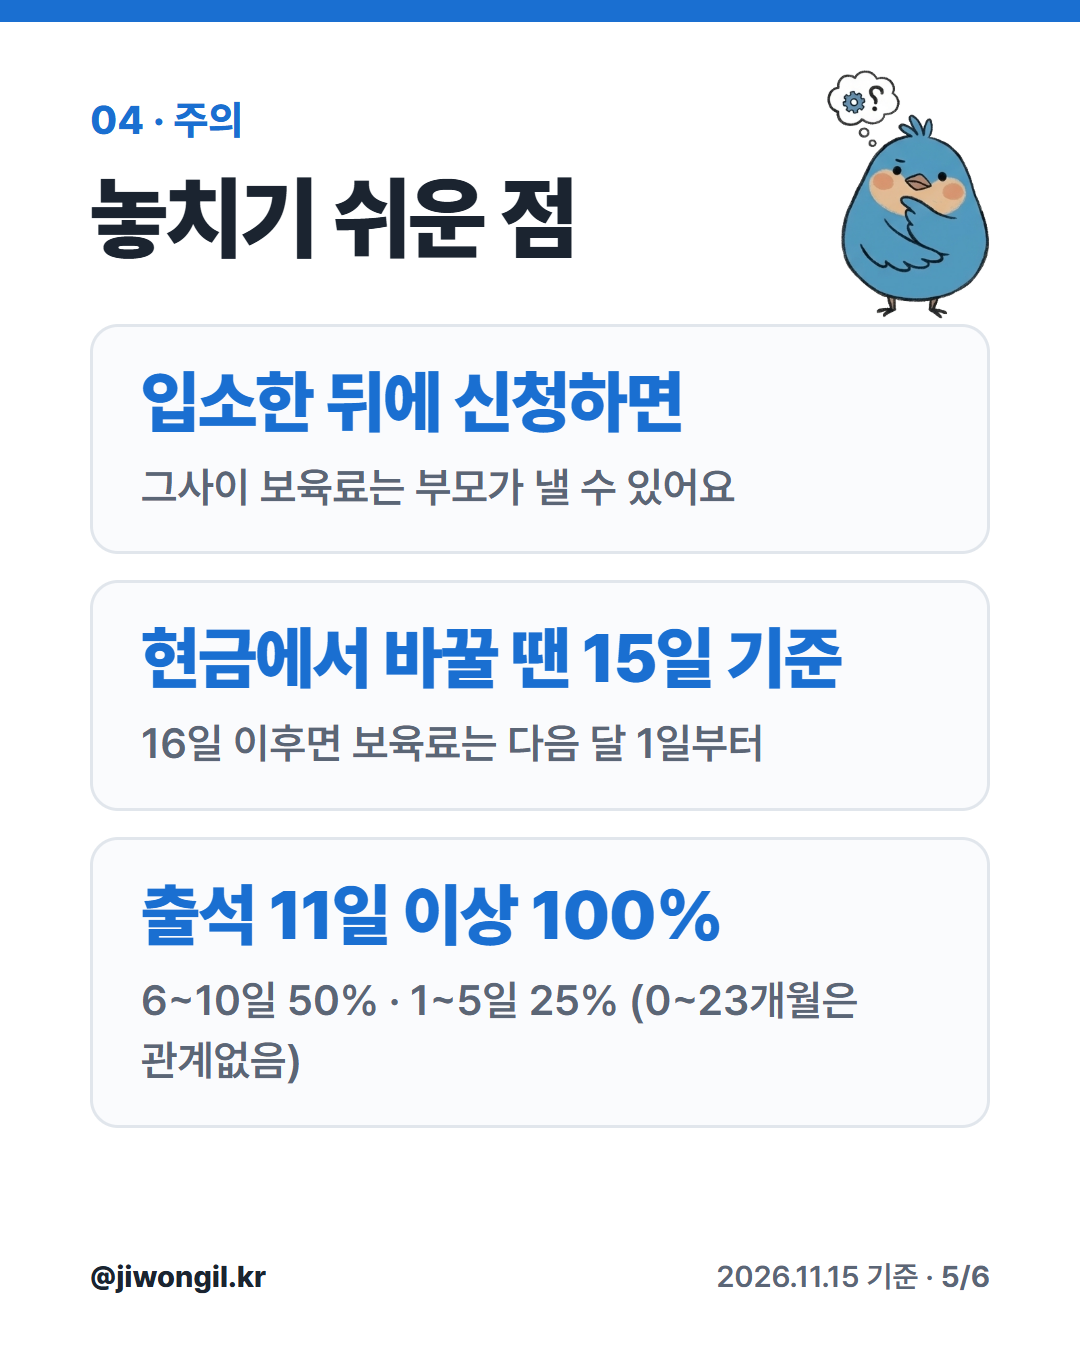 04 · 주의
놓치기 쉬운 점
입소한 뒤에 신청하면
그사이 보육료는 부모가 낼 수 있어요
현금에서 바꿀 땐 15일 기준
16일 이후면 보육료는 다음 달 1일부터
출석 11일 이상 100%
6~10일 50% · 1~5일 25% (0~23개월은
관계없음)
@jiwongil.kr
2026.11.15 기준 · 5/6